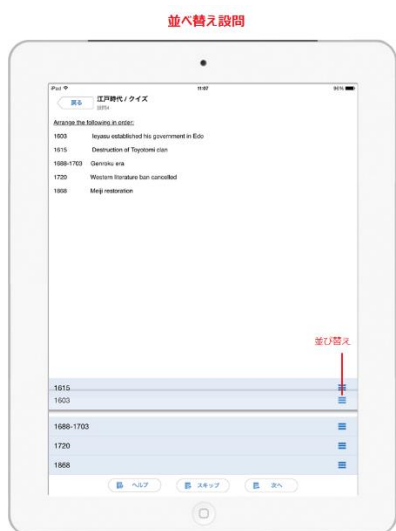 並べ替え設問
iPad
11:07
96%
戻る
江戸時代 / クイズ
Arrange the following in order:
1603 Ieyasu established his government in Edo
1615 Destruction of Toyotomi clan
1688-1703 Genroku era
1720 Western literature ban cancelled
1868 Meiji restoration
並び替え
1615
1603
1688-1703
1720
1868
ヘルプ スキップ 次へ